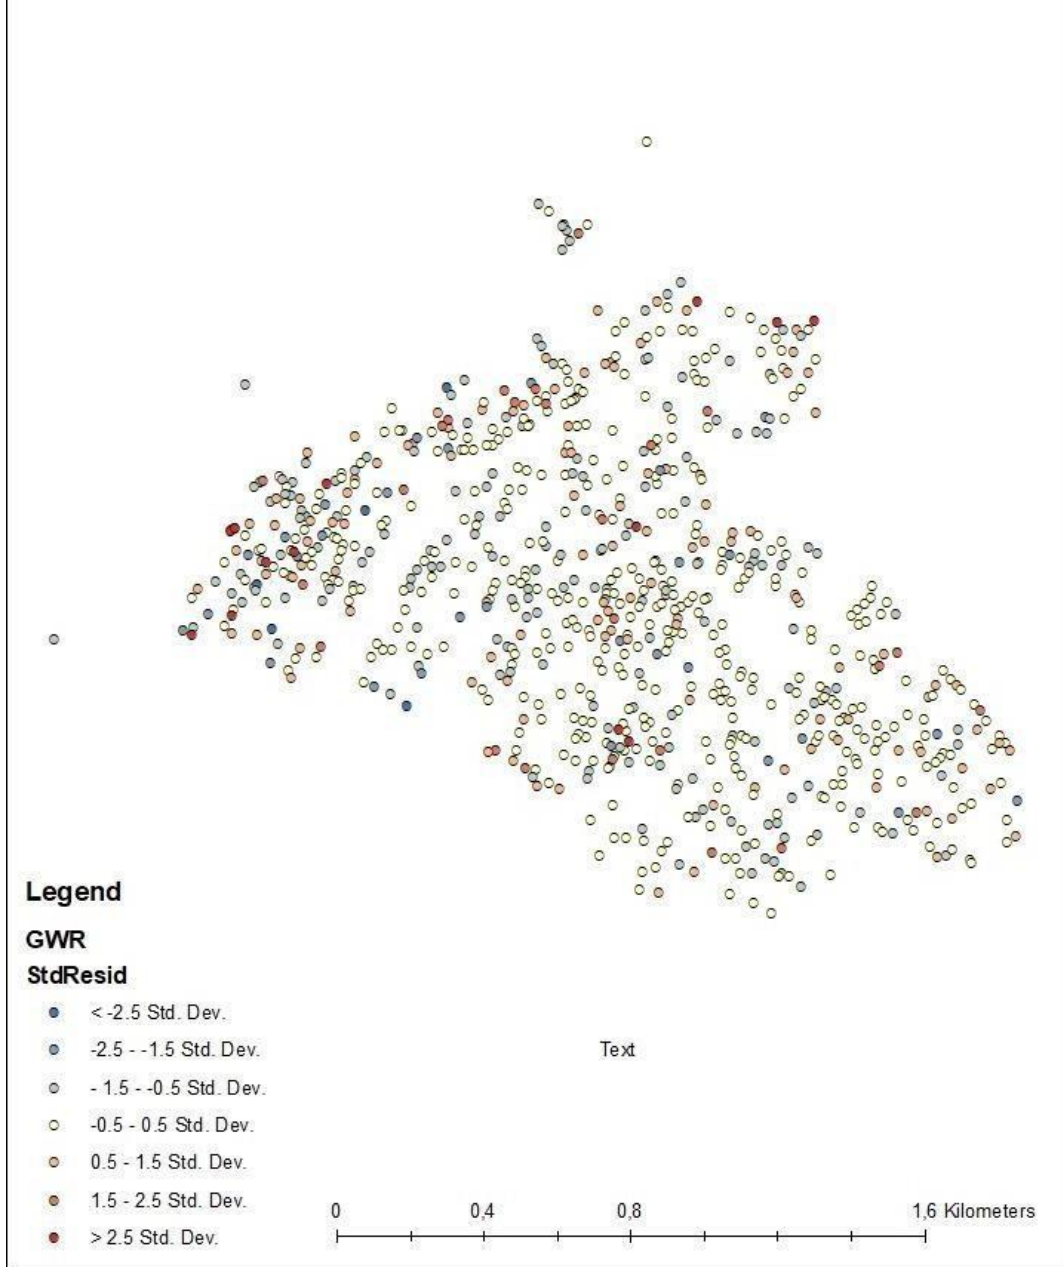 Legend
GWR
StdResid
< -2.5 Std. Dev.
-2.5 - -1.5 Std. Dev.
- 1.5 - -0.5 Std. Dev.
-0.5 - 0.5 Std. Dev.
0.5 - 1.5 Std. Dev.
1.5 - 2.5 Std. Dev.
> 2.5 Std. Dev.
Text
0 0,4 0,8 1,6 Kilometers